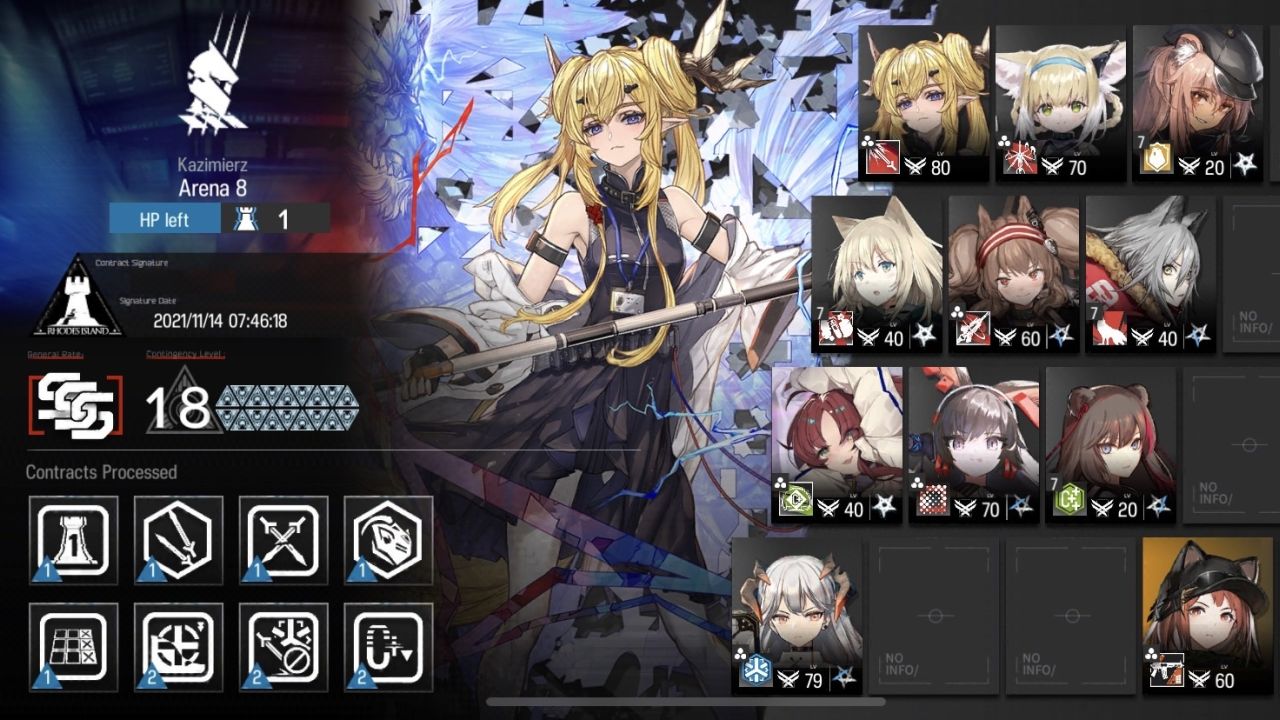 Kazimierz
Arena 8
HP left 1
Contract Signature
RHODES ISLAND
Signature Date
2021/11/14 07:46:18
General Rate.
Contingency Level.
SSS
18
Contracts Processed
1 1 1 1
1 2 2 2
LV 80
LV 70
7 LV 20
7 LV 40
LV 60
7 LV 40
NO
INFO/
LV 40
LV 70
7 LV 20
NO
INFO/
LV 79
NO
INFO/
NO
INFO/
LV 60